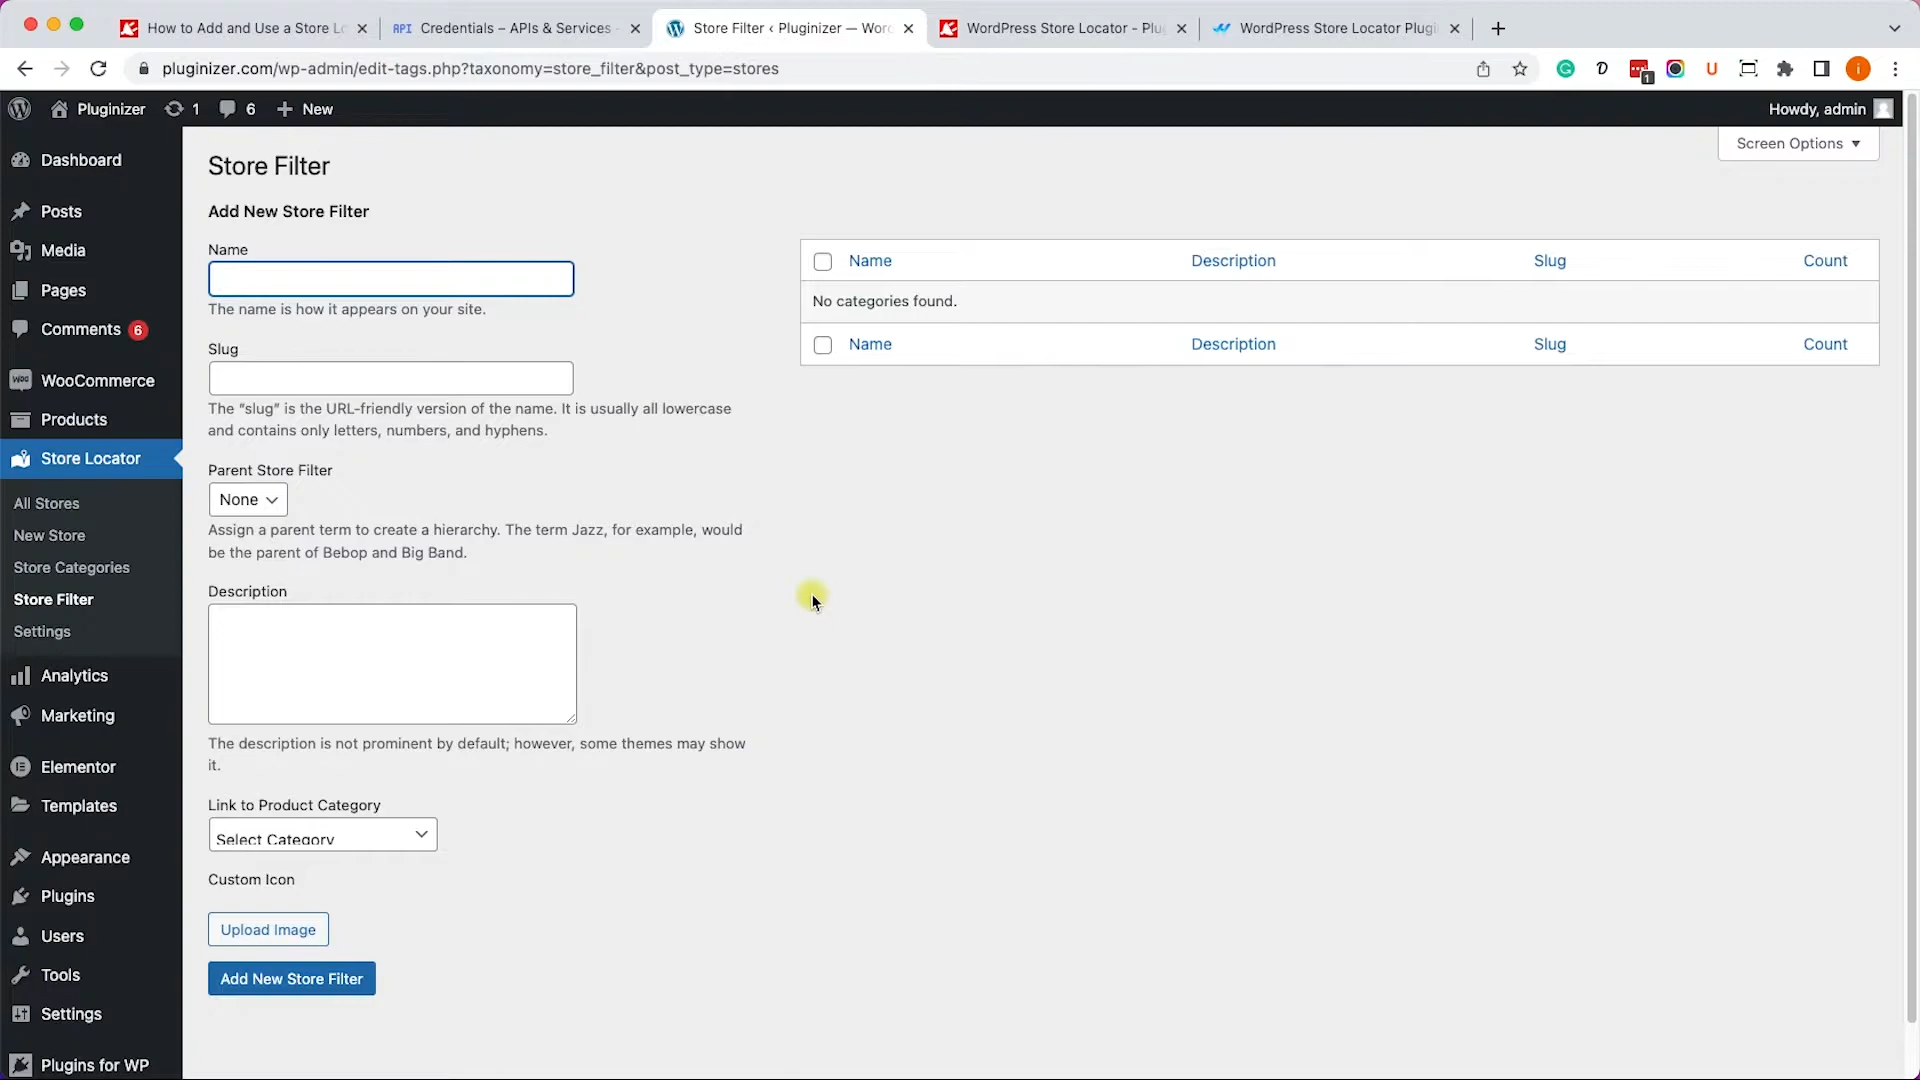 How to Add and Use a Store Lo
Credentials – APIs & Services -
Store Filter ‹ Pluginizer — Word
WordPress Store Locator - Plug
WordPress Store Locator Plugin
pluginizer.com/wp-admin/edit-tags.php?taxonomy=store_filter&post_type=stores
1
Pluginizer
1
6
New
Howdy, admin
Screen Options
Dashboard
Posts
Media
Pages
Comments 6
WooCommerce
Products
Store Locator
All Stores
New Store
Store Categories
Store Filter
Settings
Analytics
Marketing
Elementor
Templates
Appearance
Plugins
Users
Tools
Settings
Plugins for WP
Store Filter
Add New Store Filter
Name
The name is how it appears on your site.
Slug
The “slug” is the URL-friendly version of the name. It is usually all lowercase
and contains only letters, numbers, and hyphens.
Parent Store Filter
None
Assign a parent term to create a hierarchy. The term Jazz, for example, would
be the parent of Bebop and Big Band.
Description
The description is not prominent by default; however, some themes may show
it.
Link to Product Category
Select Category
Custom Icon
Upload Image
Add New Store Filter
Name Description Slug Count
No categories found.
Name Description Slug Count